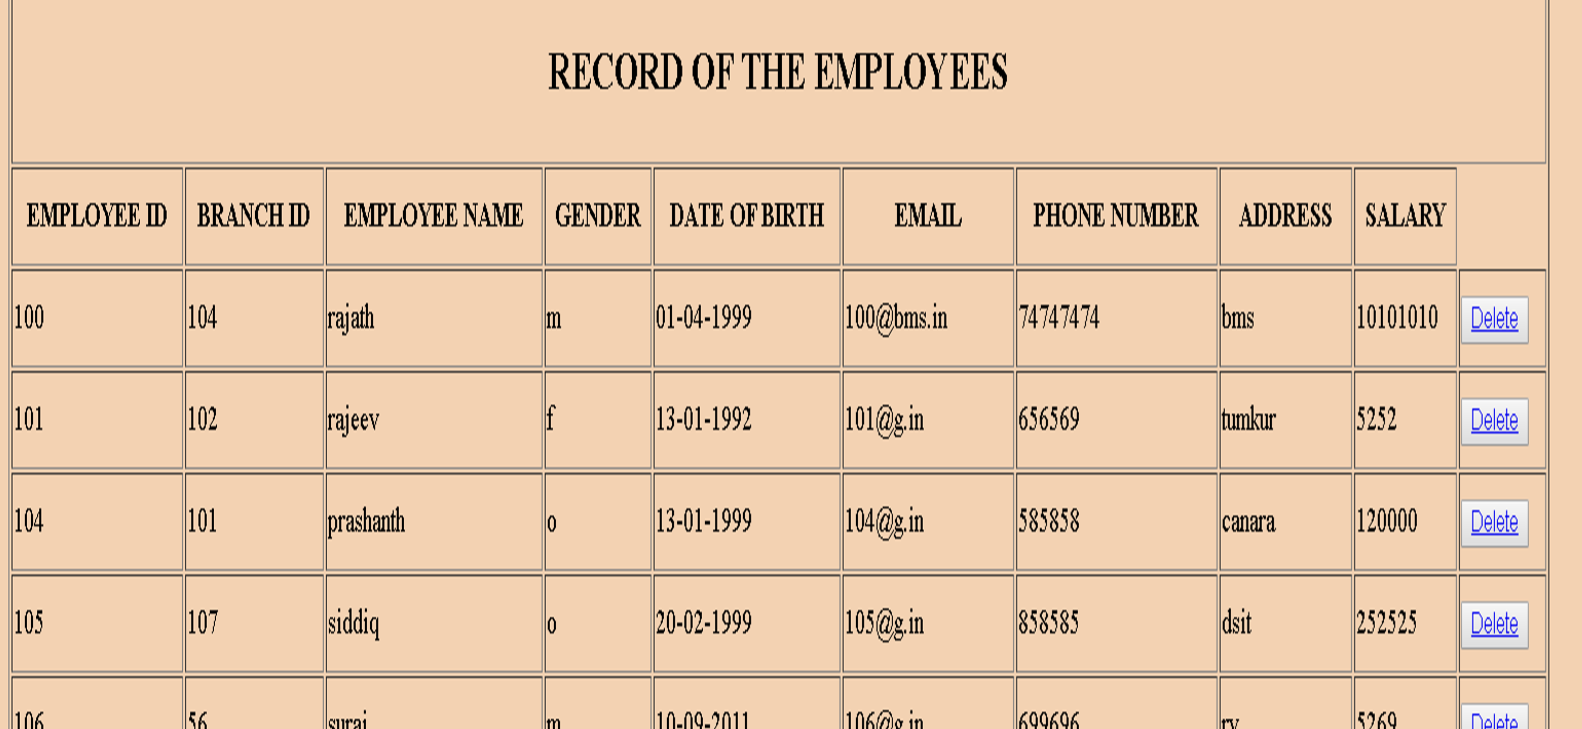 RECORD OF THE EMPLOYEES
EMPLOYEE ID BRANCH ID EMPLOYEE NAME GENDER DATE OF BIRTH EMAIL PHONE NUMBER ADDRESS SALARY
100 104 rajath m 01-04-1999 100@bms.in 74747474 bms 10101010 Delete
101 102 rajeev f 13-01-1992 101@g.in 656569 tumkur 5252 Delete
104 101 prashanth o 13-01-1999 104@g.in 585858 canara 120000 Delete
105 107 siddiq o 20-02-1999 105@g.in 858585 dsit 252525 Delete
106 56 suraj m 10-09-2011 106@g.in 699696 rv 5269 Delete